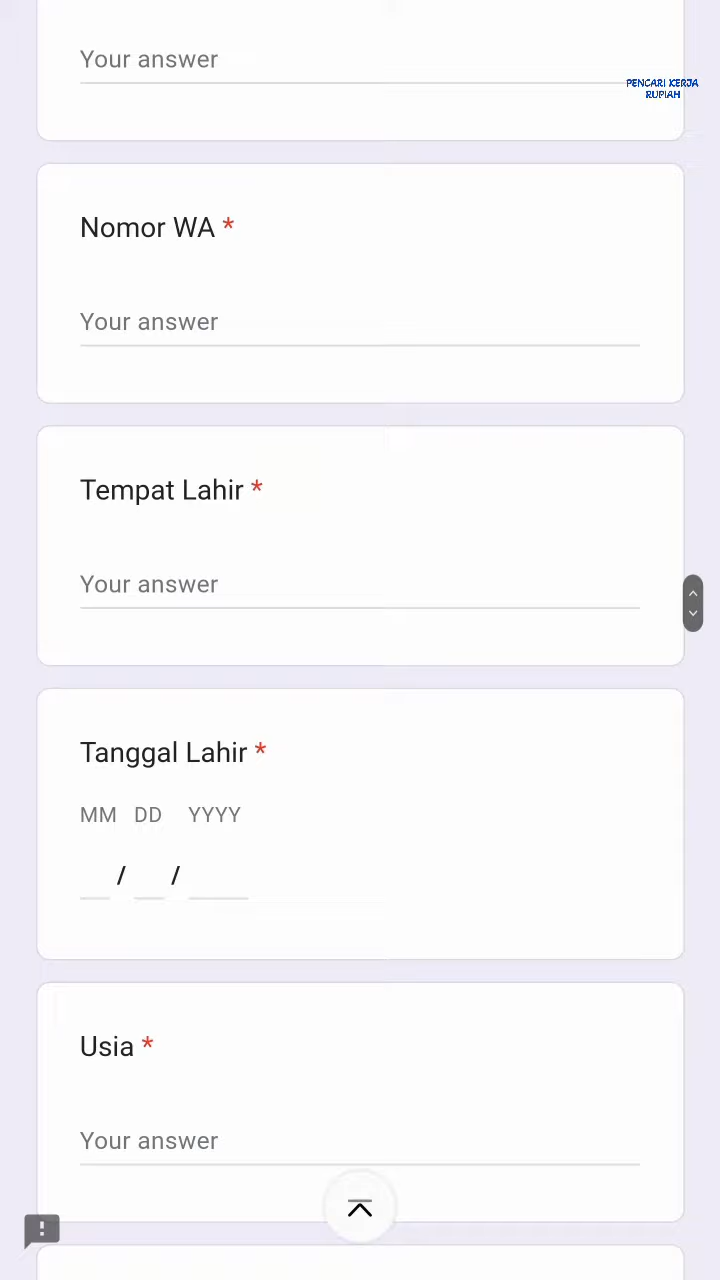 Your answer
PENCARI KERJA
RUPIAH
Nomor WA *
Your answer
Tempat Lahir *
Your answer
Tanggal Lahir *
MM DD YYYY
/ /
Usia *
Your answer